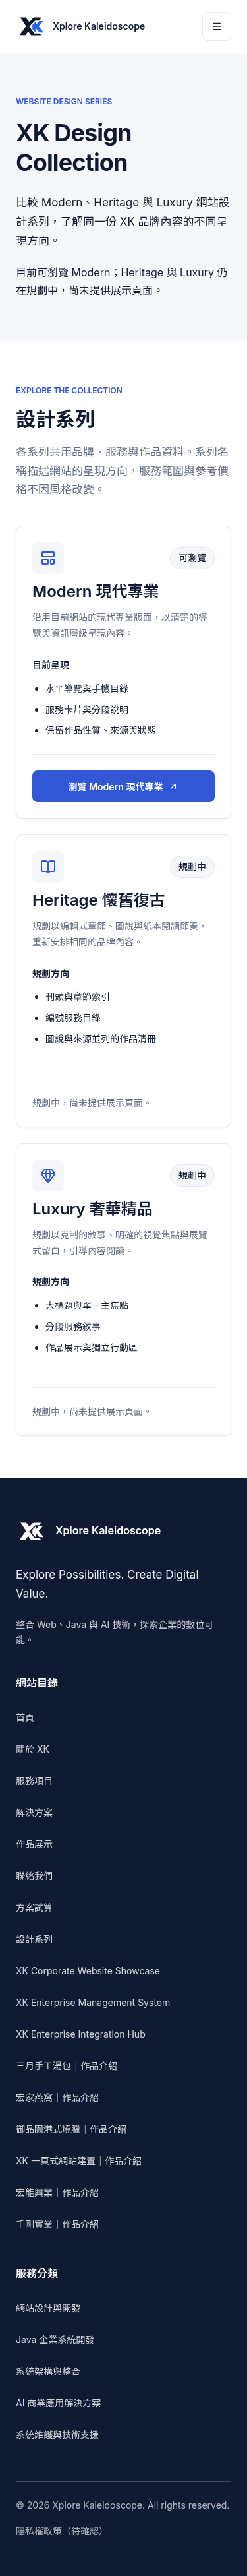 Xplore Kaleidoscope
WEBSITE DESIGN SERIES
XK Design
Collection
比較 Modern、Heritage 與 Luxury 網站設
計系列，了解同一份 XK 品牌內容的不同呈
現方向。
目前可瀏覽 Modern；Heritage 與 Luxury 仍
在規劃中，尚未提供展示頁面。
EXPLORE THE COLLECTION
設計系列
各系列共用品牌、服務與作品資料。系列名
稱描述網站的呈現方向，服務範圍與參考價
格不因風格改變。
可瀏覽
Modern 現代專業
沿用目前網站的現代專業版面，以清楚的導
覽與資訊層級呈現內容。
目前呈現
水平導覽與手機目錄
服務卡片與分段說明
保留作品性質、來源與狀態
瀏覽 Modern 現代專業
規劃中
Heritage 懷舊復古
規劃以編輯式章節、圖說與紙本閱讀節奏，
重新安排相同的品牌內容。
規劃方向
刊頭與章節索引
編號服務目錄
圖說與來源並列的作品清冊
規劃中，尚未提供展示頁面。
規劃中
Luxury 奢華精品
規劃以克制的敘事、明確的視覺焦點與展覽
式留白，引導內容閱讀。
規劃方向
大標題與單一主焦點
分段服務敘事
作品展示與獨立行動區
規劃中，尚未提供展示頁面。
Xplore Kaleidoscope
Explore Possibilities. Create Digital
Value.
整合 Web、Java 與 AI 技術，探索企業的數位可
能。
網站目錄
首頁
關於 XK
服務項目
解決方案
作品展示
聯絡我們
方案試算
設計系列
XK Corporate Website Showcase
XK Enterprise Management System
XK Enterprise Integration Hub
三月手工湯包｜作品介紹
宏家燕窩｜作品介紹
御品固港式燒臘｜作品介紹
XK 一頁式網站建置｜作品介紹
宏能興業｜作品介紹
千剛實業｜作品介紹
服務分類
網站設計與開發
Java 企業系統開發
系統架構與整合
AI 商業應用解決方案
系統維護與技術支援
© 2026 Xplore Kaleidoscope. All rights reserved.
隱私權政策（待確認）